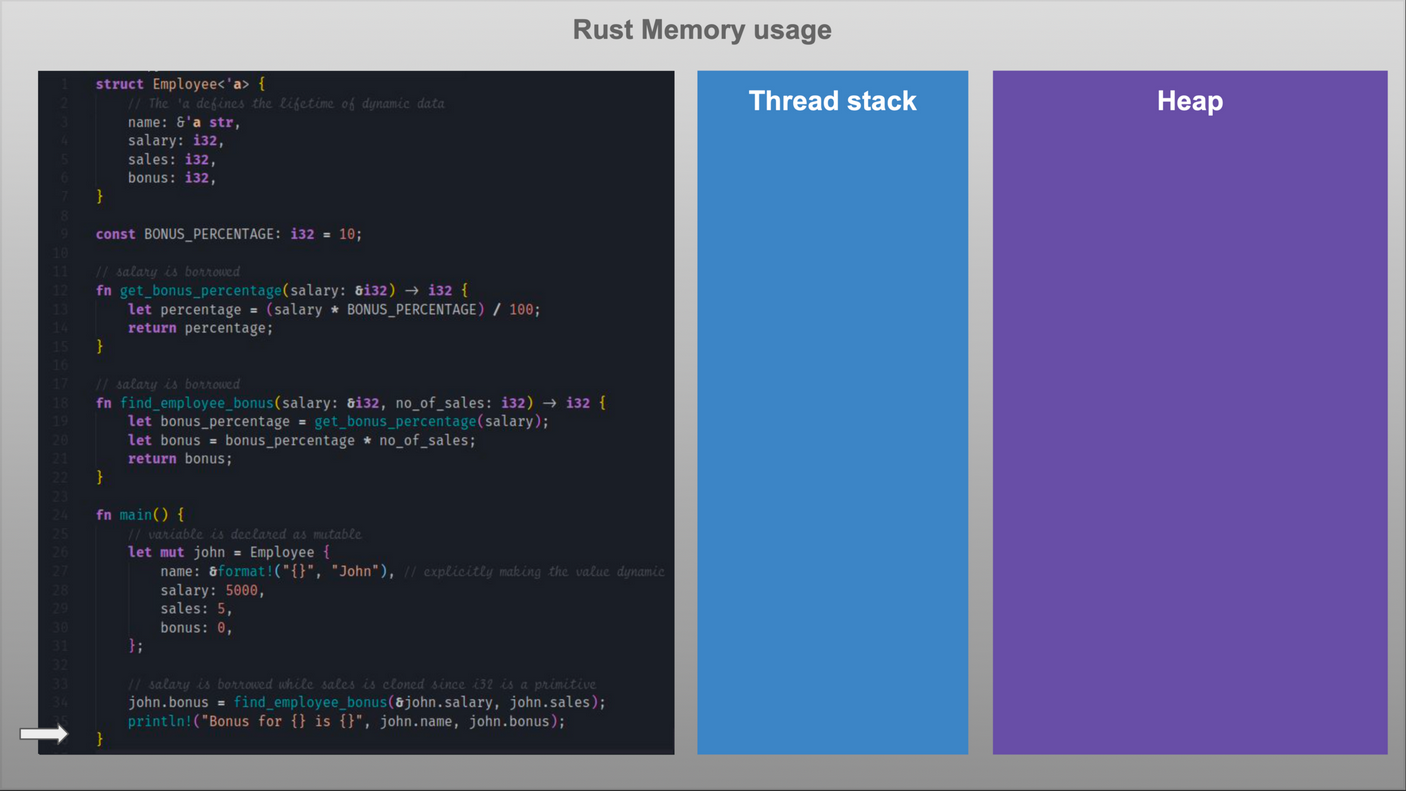 Rust Memory usage
1 struct Employee<'a> {
2 // The 'a defines the lifetime of dynamic data
3 name: &'a str,
4 salary: i32,
5 sales: i32,
6 bonus: i32,
7 }
8
9 const BONUS_PERCENTAGE: i32 = 10;
10
11 // salary is borrowed
12 fn get_bonus_percentage(salary: &i32) → i32 {
13 let percentage = (salary * BONUS_PERCENTAGE) / 100;
14 return percentage;
15 }
16
17 // salary is borrowed
18 fn find_employee_bonus(salary: &i32, no_of_sales: i32) → i32 {
19 let bonus_percentage = get_bonus_percentage(salary);
20 let bonus = bonus_percentage * no_of_sales;
21 return bonus;
22 }
23
24 fn main() {
25 // variable is declared as mutable
26 let mut john = Employee {
27 name: &format!("{}", "John"), // explicitly making the value dynamic
28 salary: 5000,
29 sales: 5,
30 bonus: 0,
31 };
32
33 // salary is borrowed while sales is cloned since i32 is a primitive
34 john.bonus = find_employee_bonus(&john.salary, john.sales);
35 println!("Bonus for {} is {}", john.name, john.bonus);
}
Thread stack
Heap